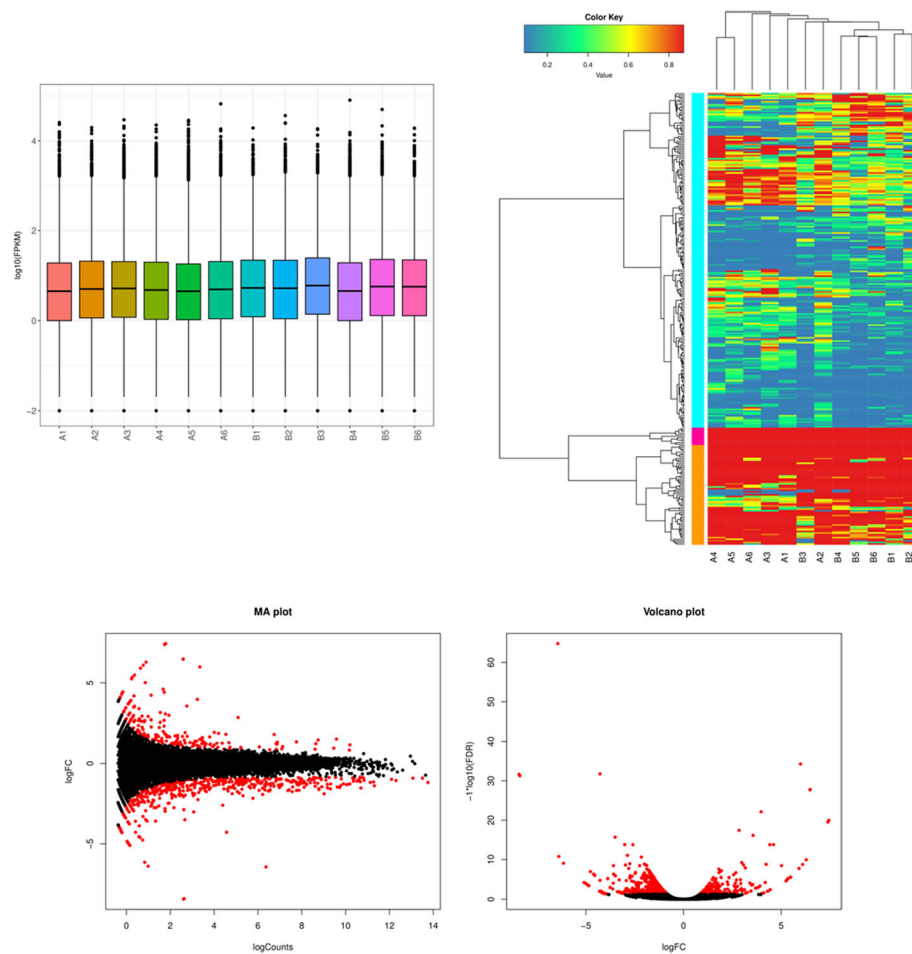 Color Key
0.2 0.4 0.6 0.8
Value
4
2
0
−2
log10(FPKM)
A1 A2 A3 A4 A5 A6 B1 B2 B3 B4 B5 B6
A4 A5 A6 A3 A1 B3 A2 B4 B5 B6 B1 B2
MA plot
5
0
−5
logFC
0 2 4 6 8 10 12 14
logCounts
Volcano plot
60
50
40
30
20
10
0
−1*log10(FDR)
−5 0 5
logFC